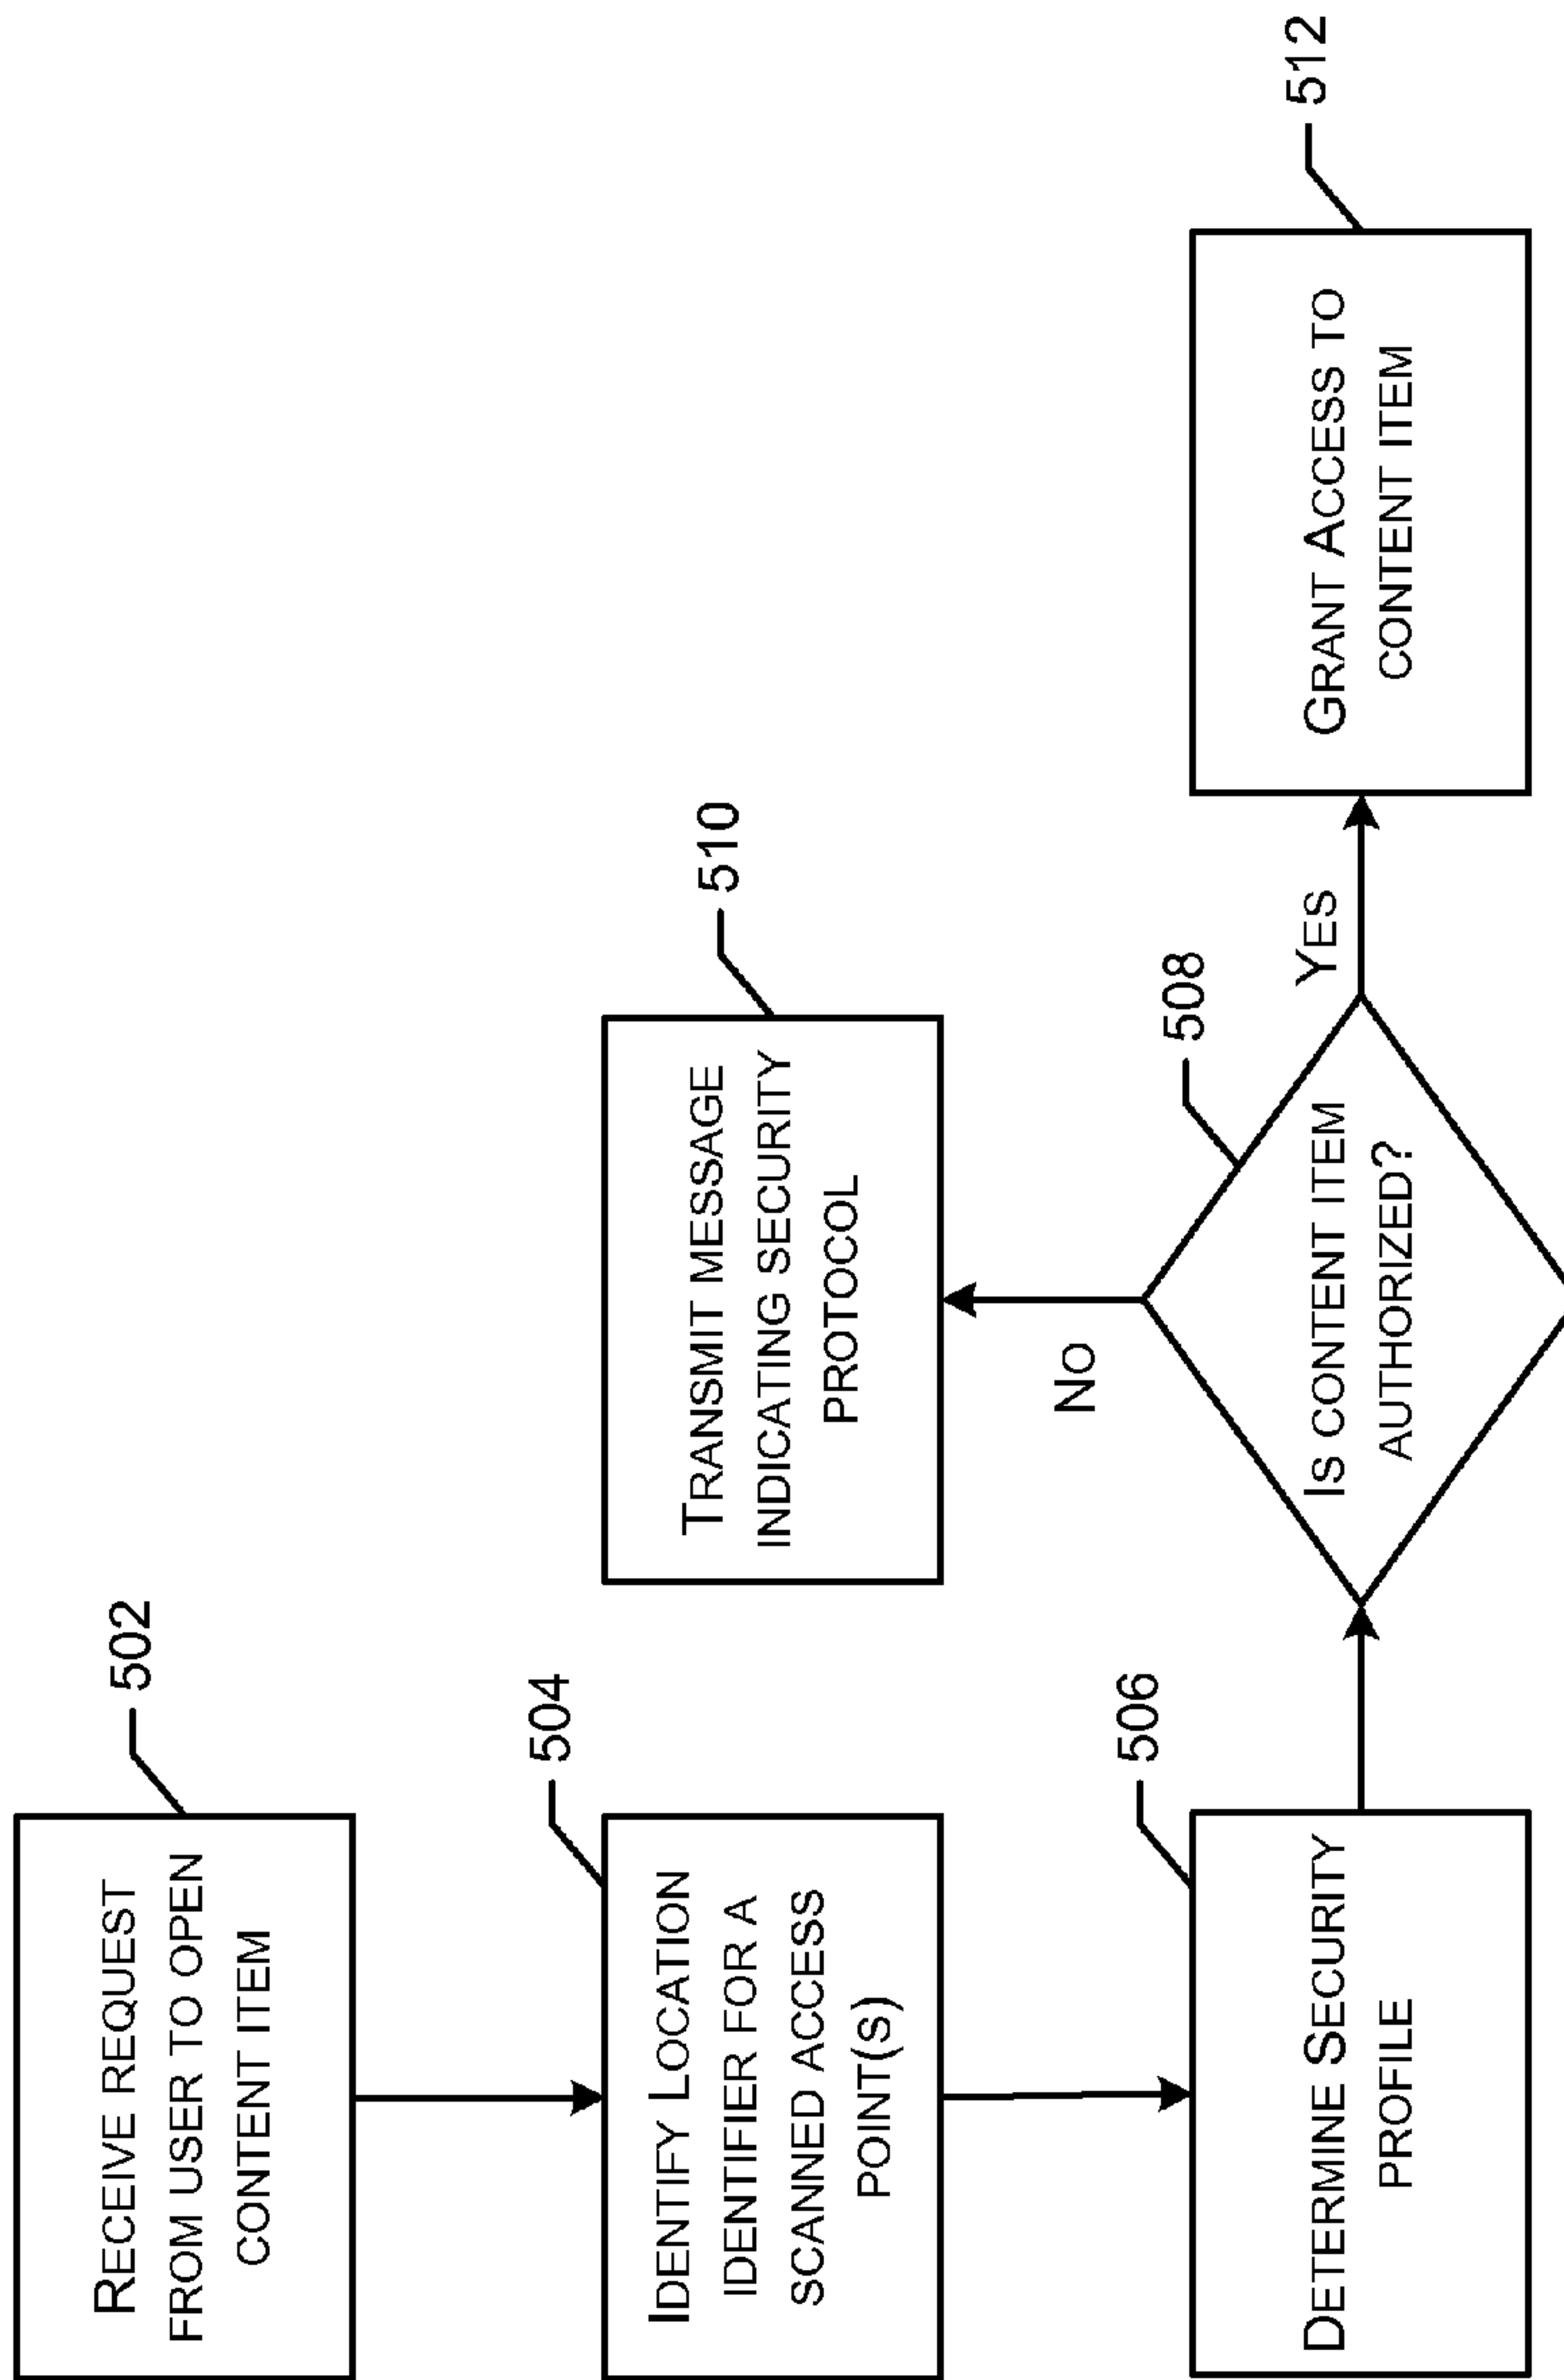 RECEIVE REQUEST
FROM USER TO OPEN
CONTENT ITEM
502
IDENTIFY LOCATION
IDENTIFIER FOR A
SCANNED ACCESS
POINT(S)
504
DETERMINE SECURITY
PROFILE
506
IS CONTENT ITEM
AUTHORIZED?
508
NO
TRANSMIT MESSAGE
INDICATING SECURITY
PROTOCOL
510
YES
GRANT ACCESS TO
CONTENT ITEM
512